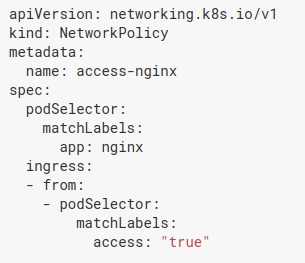 apiVersion: networking.k8s.io/v1
kind: NetworkPolicy
metadata:
  name: access-nginx
spec:
  podSelector:
    matchLabels:
      app: nginx
  ingress:
  - from:
    - podSelector:
        matchLabels:
          access: "true"